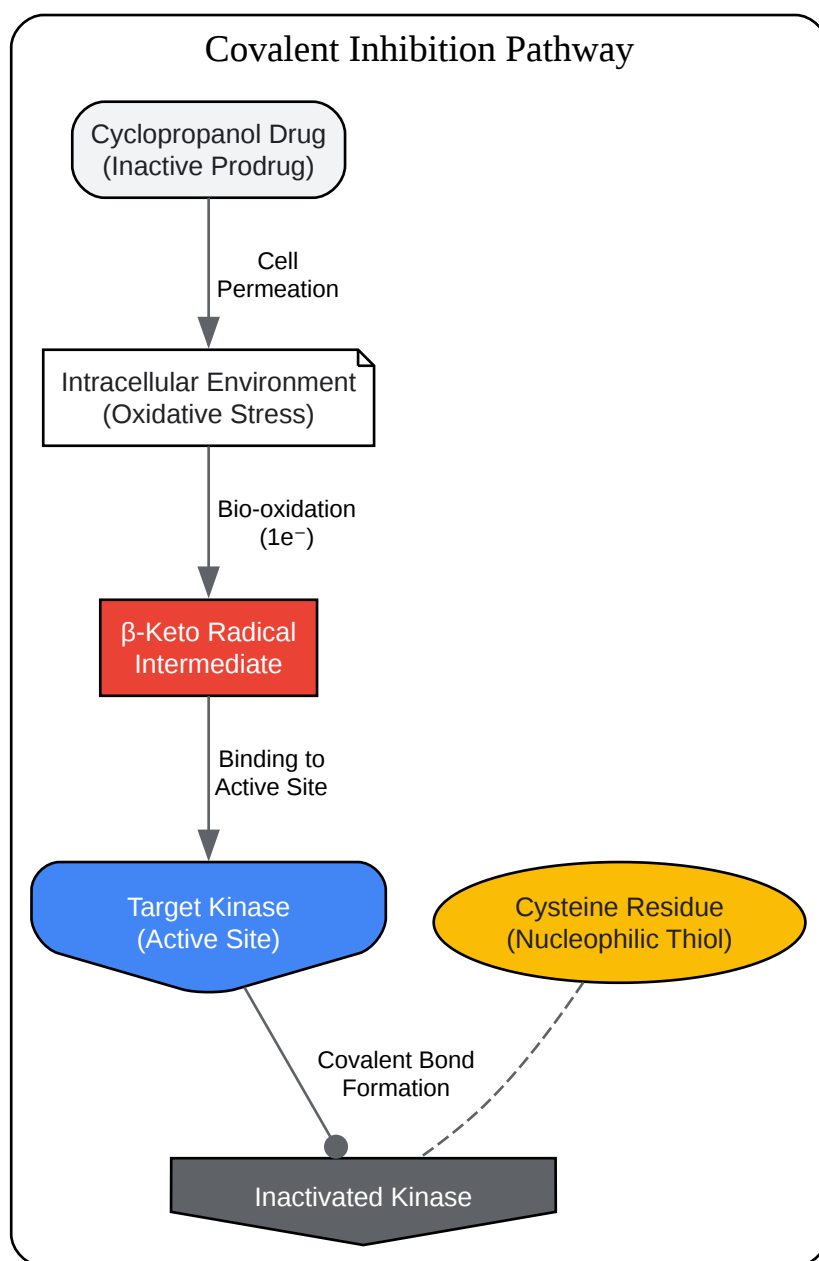 Covalent Inhibition Pathway
Cyclopropanol Drug
(Inactive Prodrug)
Cell
Permeation
Intracellular Environment
(Oxidative Stress)
Bio-oxidation
(1e⁻)
β-Keto Radical
Intermediate
Binding to
Active Site
Target Kinase
(Active Site)
Cysteine Residue
(Nucleophilic Thiol)
Covalent Bond
Formation
Inactivated Kinase